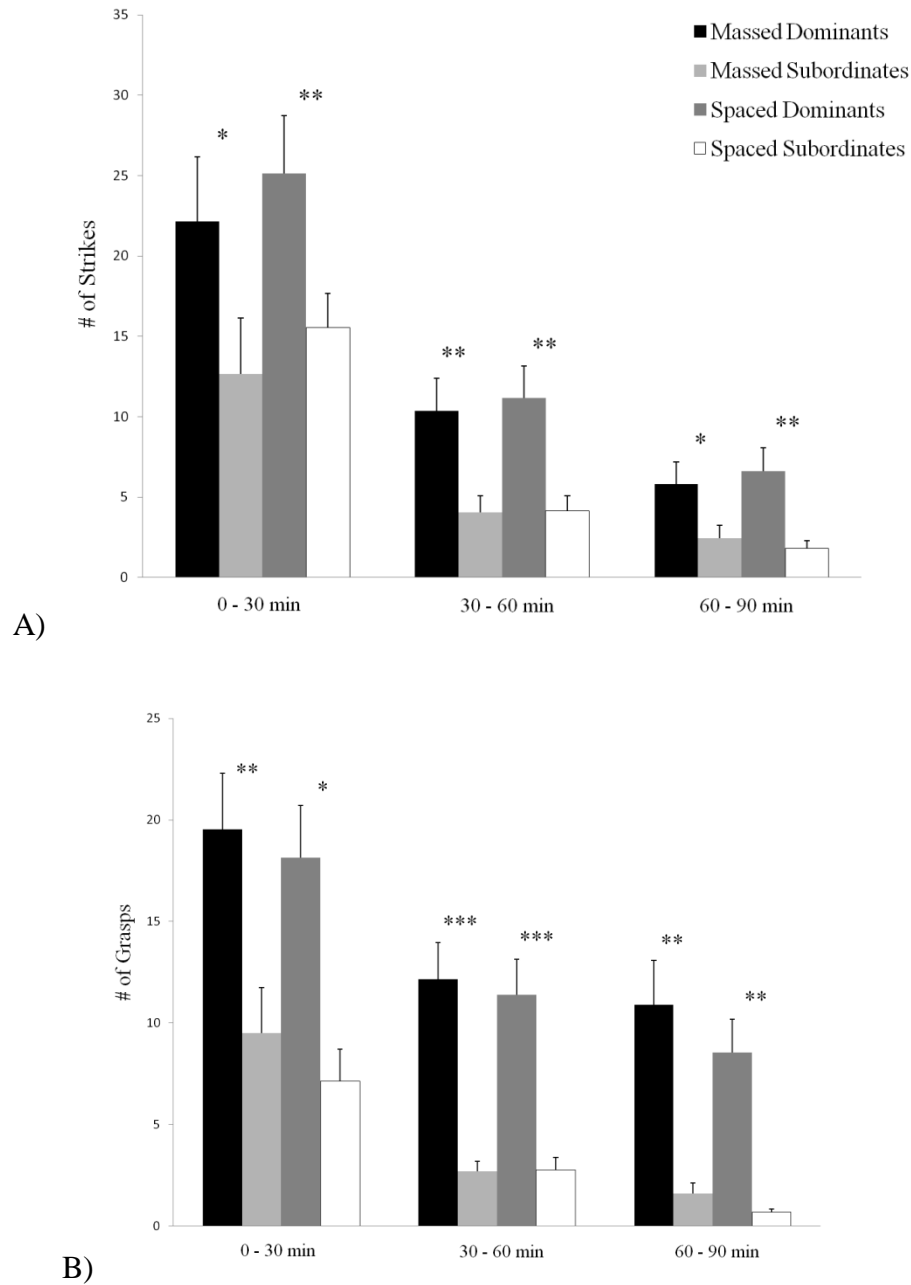 35
30
25
20
15
10
5
0
# of Strikes
Massed Dominants
Massed Subordinates
Spaced Dominants
Spaced Subordinates
* **
** **
* **
0 - 30 min 30 - 60 min 60 - 90 min
A)
25
20
15
10
5
0
# of Grasps
** *
*** ***
** **
0 - 30 min 30 - 60 min 60 - 90 min
B)